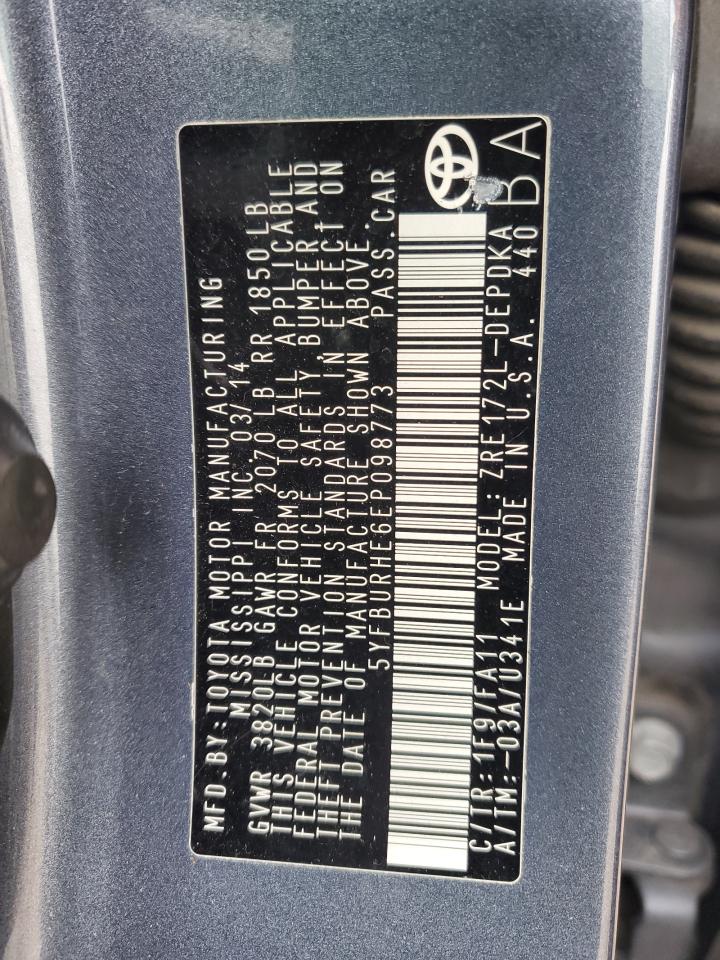 MFD.BY:TOYOTA MOTOR MANUFACTURING
MISSISSIPPI INC 03/14
GVWR 3820LB GAWR FR 2070 LB RR 1850 LB
THIS VEHICLE CONFORMS TO ALL APPLICABLE
FEDERAL MOTOR VEHICLE SAFETY, BUMPER AND
THEFT PREVENTION STANDARDS IN EFFECT ON
THE DATE OF MANUFACTURE SHOWN ABOVE.
5YFBURHE6EP098773 PASS.CAR
C/TR:1F9/FA11 MODEL:ZRE172L-DEPDKA
A/TM:-03A/U341E MADE IN U.S.A. 440 BA